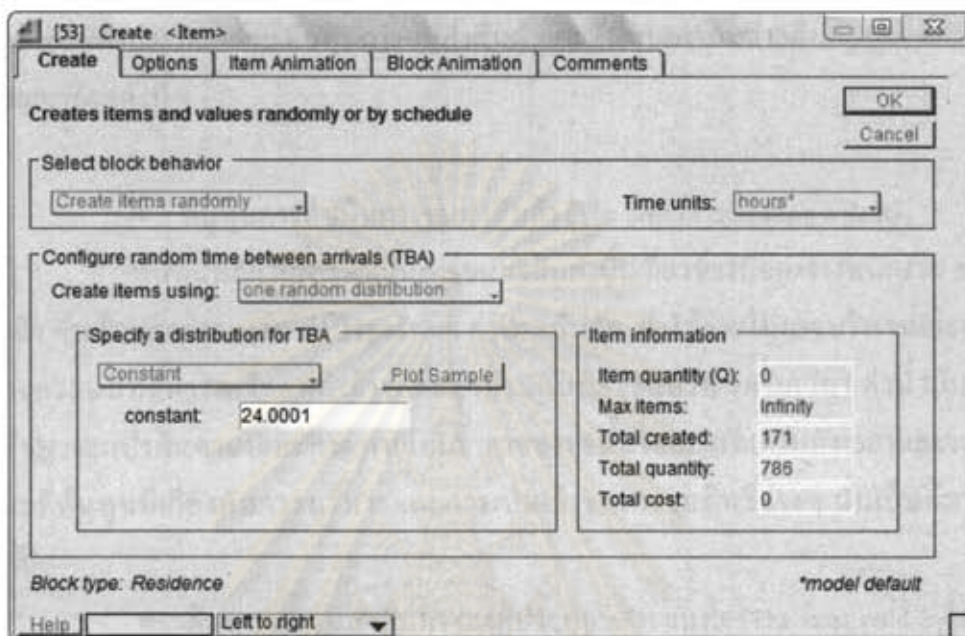 [53] Create <Item>
Create Options Item Animation Block Animation Comments
Creates items and values randomly or by schedule
OK
Cancel
Select block behavior
Create items randomly
Time units: hours*
Configure random time between arrivals (TBA)
Create items using: one random distribution
Specify a distribution for TBA
Constant
Plot Sample
constant: 24.0001
Item information
Item quantity (Q): 0
Max items: Infinity
Total created: 171
Total quantity: 786
Total cost: 0
Block type: Residence
*model default
Help
Left to right